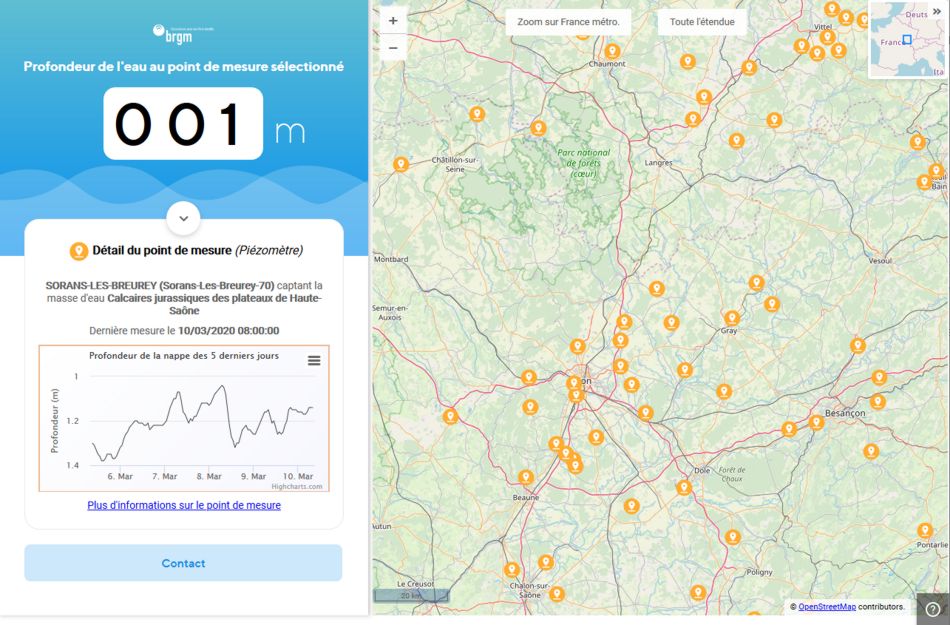 brgm
Profondeur de l'eau au point de mesure sélectionné
001 m
Détail du point de mesure (Piézomètre)
SORANS-LES-BREUREY (Sorans-Les-Breurey-70) captant la
masse d'eau Calcaires jurassiques des plateaux de Haute-
Saône
Dernière mesure le 10/03/2020 08:00:00
Profondeur de la nappe des 5 derniers jours
Profondeur (m)
1
1.2
1.4
6. Mar
7. Mar
8. Mar
9. Mar
10. Mar
Highcharts.com
Plus d'informations sur le point de mesure
Contact
+
−
Zoom sur France métro.
Toute l'étendue
»
Deuts
France
Ita
Vittel
Chaumont
Parc national
de forêts
(cœur)
Langres
Châtillon-sur-
Seine
Bain
Montbard
Vesoul
Semur-en-
Auxois
Gray
on
Besançon
Dole
Forêt de
Chaux
Beaune
Autun
Pontarlie
Poligny
Le Creusot
Chalon-sur-
Saône
20 km
© OpenStreetMap contributors.
?